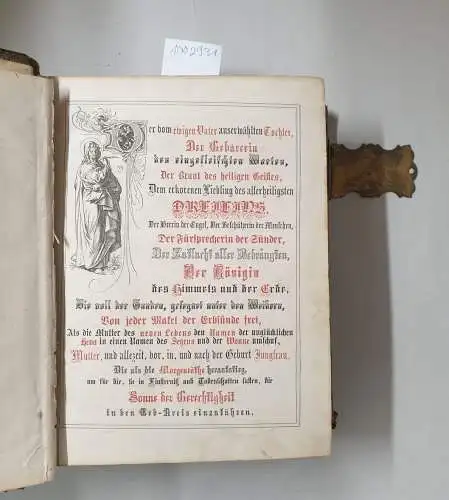 Der vom ewigen Vater auserwählten Tochter,
Der Gebärerin
des eingefleischten Wortes,
Der Braut des heiligen Geistes,
Dem erkorenen Liebling des allerheiligsten
DREIEINS,
Der Herrin der Engel, Der Beschützerin der Menschen,
Der Fürsprecherin der Sünder,
Der Zuflucht aller Bedrängten,
Der Königin
des Himmels und der Erde,
Die voll der Gnaden, gesegnet unter den Weibern,
Von jeder Makel der Erbsünde frei,
Als die Mutter des neuen Lebens den Namen der unglücklichen
Heva in einen Namen des Segens und der Wonne umschuf,
Mutter, und allezeit, vor, in, und nach der Geburt Jungfrau,
Die als die Morgenröthe heraufstieg,
um für die, so in Finsterniß und Todesschatten saßen, die
Sonne der Gerechtigkeit
in den Erd-Kreis einzuführen.